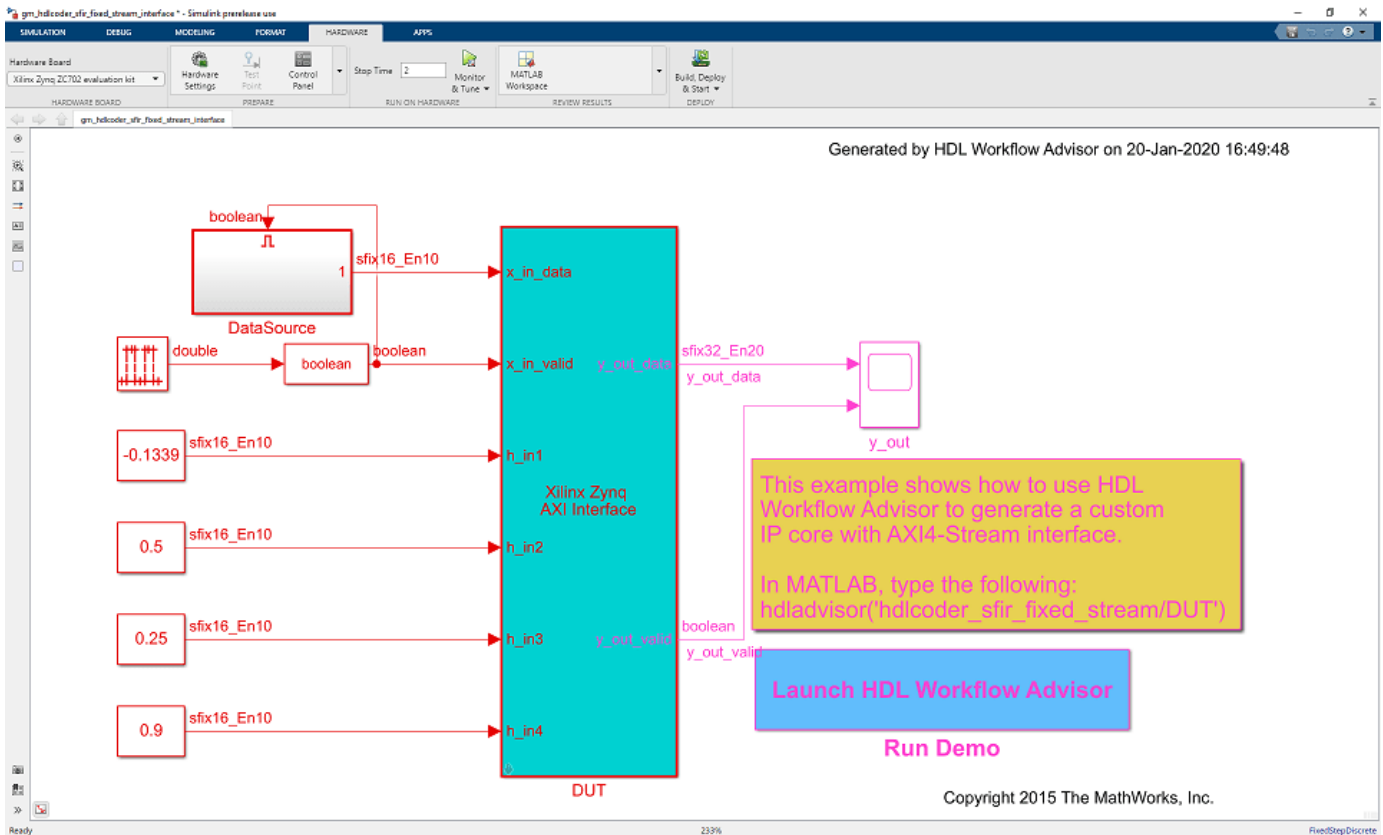 gm_hdlcoder_sfir_fixed_stream_interface * - Simulink prerelease use
SIMULATION DEBUG MODELING FORMAT HARDWARE APPS
Hardware Board
Xilinx Zynq ZC702 evaluation kit
Hardware Settings
Test Point
Control Panel
Stop Time 2
Monitor & Tune
MATLAB Workspace
Build, Deploy & Start
HARDWARE BOARD PREPARE RUN ON HARDWARE REVIEW RESULTS DEPLOY
gm_hdlcoder_sfir_fixed_stream_interface
Generated by HDL Workflow Advisor on 20-Jan-2020 16:49:48
boolean
1
sfix16_En10
x_in_data
DataSource
double
boolean
boolean
x_in_valid
y_out_data
sfix32_En20
y_out_data
y_out
-0.1339
sfix16_En10
h_in1
Xilinx Zynq
AXI Interface
0.5
sfix16_En10
h_in2
0.25
sfix16_En10
h_in3
y_out_valid
boolean
y_out_valid
0.9
sfix16_En10
h_in4
DUT
This example shows how to use HDL
Workflow Advisor to generate a custom
IP core with AXI4-Stream interface.
In MATLAB, type the following:
hdladvisor('hdlcoder_sfir_fixed_stream/DUT')
Launch HDL Workflow Advisor
Run Demo
Copyright 2015 The MathWorks, Inc.
Ready 233% FixedStepDiscrete